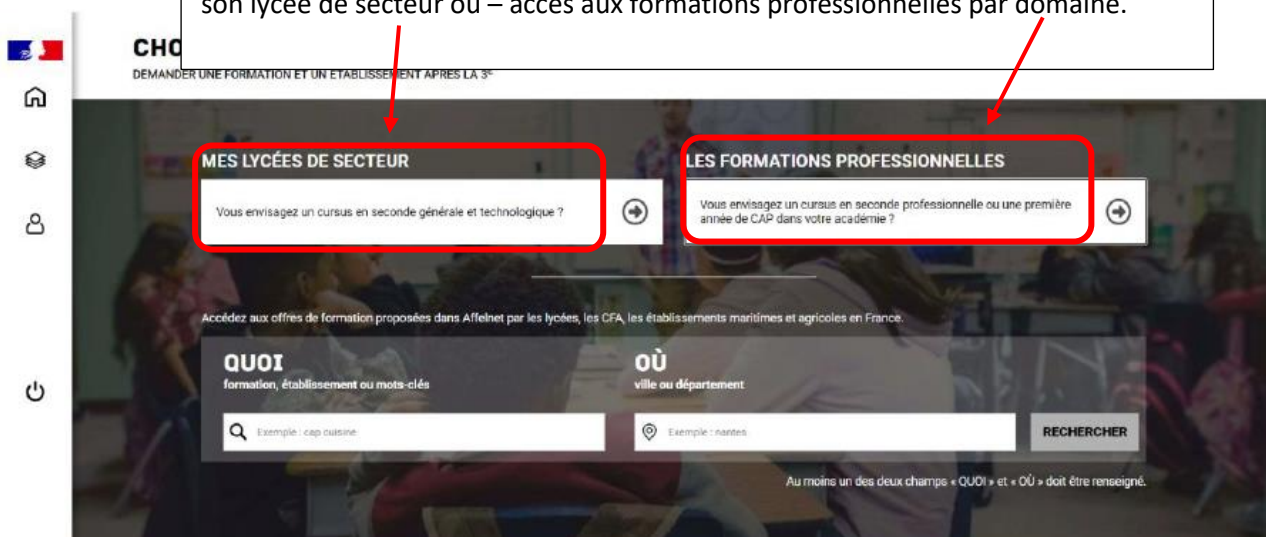 son lycée de secteur ou – accès aux formations professionnelles par domaine.
CHO
DEMANDER UNE FORMATION ET UN ETABLISSEMENT APRES LA 3E
MES LYCÉES DE SECTEUR
Vous envisagez un cursus en seconde générale et technologique ?
LES FORMATIONS PROFESSIONNELLES
Vous envisagez un cursus en seconde professionnelle ou une première
année de CAP dans votre académie ?
Accédez aux offres de formation proposées dans Affelnet par les lycées, les CFA, les établissements maritimes et agricoles en France.
QUOI
formation, établissement ou mots-clés
Exemple : cap cuisine
OÙ
ville ou département
Exemple : nantes
RECHERCHER
Au moins un des deux champs « QUOI » et « OÙ » doit être renseigné.